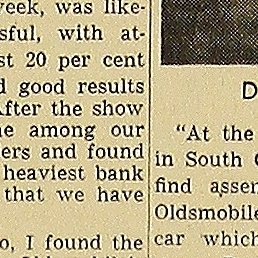 week, was like-
sful, with at-
st 20 per cent
d good results
After the show
ne among our
ers and found
heaviest bank
that we have
o, I found the
D
"At the
in South
find assem
Oldsmobile
car which